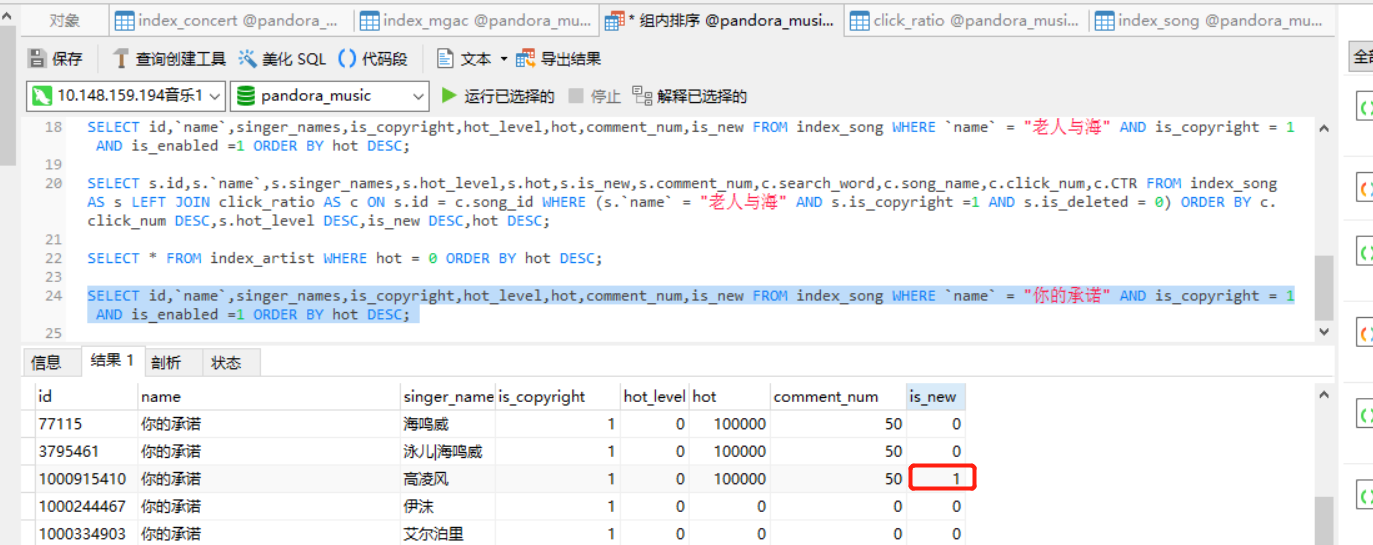 对象 index_concert @pandora_... index_mgac @pandora_mu... * 组内排序 @pandora_musi... click_ratio @pandora_musi... index_song @pandora_mu...
保存 查询创建工具 美化 SQL () 代码段 文本 导出结果 全部
10.148.159.194音乐1 pandora_music 运行已选择的 停止 解释已选择的
18 SELECT id,`name`,singer_names,is_copyright,hot_level,hot,comment_num,is_new FROM index_song WHERE `name` = "老人与海" AND is_copyright = 1
AND is_enabled =1 ORDER BY hot DESC;
19
20 SELECT s.id,s.`name`,s.singer_names,s.hot_level,s.hot,s.is_new,s.comment_num,c.search_word,c.song_name,c.click_num,c.CTR FROM index_song
AS s LEFT JOIN click_ratio AS c ON s.id = c.song_id WHERE (s.`name` = "老人与海" AND s.is_copyright =1 AND s.is_deleted = 0) ORDER BY c.
click_num DESC,s.hot_level DESC,is_new DESC,hot DESC;
21
22 SELECT * FROM index_artist WHERE hot = 0 ORDER BY hot DESC;
23
24 SELECT id,`name`,singer_names,is_copyright,hot_level,hot,comment_num,is_new FROM index_song WHERE `name` = "你的承诺" AND is_copyright = 1
AND is_enabled =1 ORDER BY hot DESC;
25
信息 结果 1 剖析 状态
id name singer_name is_copyright hot_level hot comment_num is_new
77115 你的承诺 海鸣威 1 0 100000 50 0
3795461 你的承诺 泳儿|海鸣威 1 0 100000 50 0
1000915410 你的承诺 高凌风 1 0 100000 50 1
1000244467 你的承诺 伊沫 1 0 0 0 0
1000334903 你的承诺 艾尔泊里 1 0 0 0 0